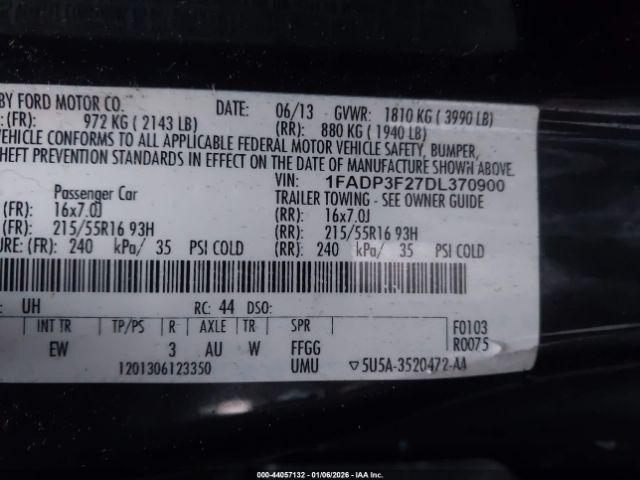 BY FORD MOTOR CO. DATE: 06/13 GVWR: 1810 KG ( 3990 LB)
(FR): 972 KG ( 2143 LB) (RR): 880 KG ( 1940 LB)
VEHICLE CONFORMS TO ALL APPLICABLE FEDERAL MOTOR VEHICLE SAFETY, BUMPER,
THEFT PREVENTION STANDARDS IN EFFECT ON THE DATE OF MANUFACTURE SHOWN ABOVE.
VIN: 1FADP3F27DL370900
Passenger Car TRAILER TOWING - SEE OWNER GUIDE
(FR): 16x7.0J (RR): 16x7.0J
(FR): 215/55R16 93H (RR): 215/55R16 93H
URE: (FR): 240 kPa/ 35 PSI COLD (RR): 240 kPa/ 35 PSI COLD
: UH RC: 44 DSO:
INT TR TP/PS R AXLE TR SPR F0103
EW 3 AU W FFGG R0075
1201306123350 UMU ▽5U5A-3520472-AA
000-44057132 - 01/06/2026 - IAA Inc.